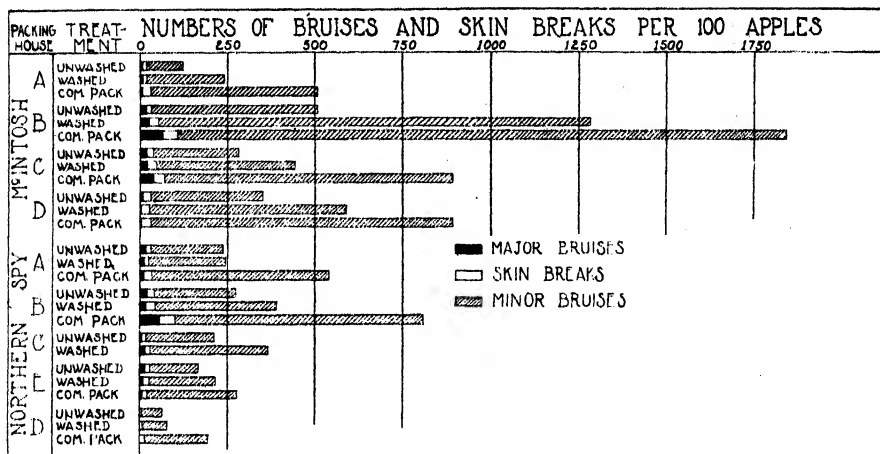 PACKING HOUSE
TREAT-MENT
NUMBERS OF BRUISES AND SKIN BREAKS PER 100 APPLES
0 250 500 750 1000 1250 1500 1750
McINTOSH
A
UNWASHED
WASHED
COM. PACK
B
UNWASHED
WASHED
COM. PACK
C
UNWASHED
WASHED
COM. PACK
D
UNWASHED
WASHED
COM. PACK
NORTHERN SPY
A
UNWASHED
WASHED
COM. PACK
B
UNWASHED
WASHED
COM PACK
C
UNWASHED
WASHED
E
UNWASHED
WASHED
COM. PACK
D
UNWASHED
WASHED
COM. PACK
MAJOR BRUISES
SKIN BREAKS
MINOR BRUISES